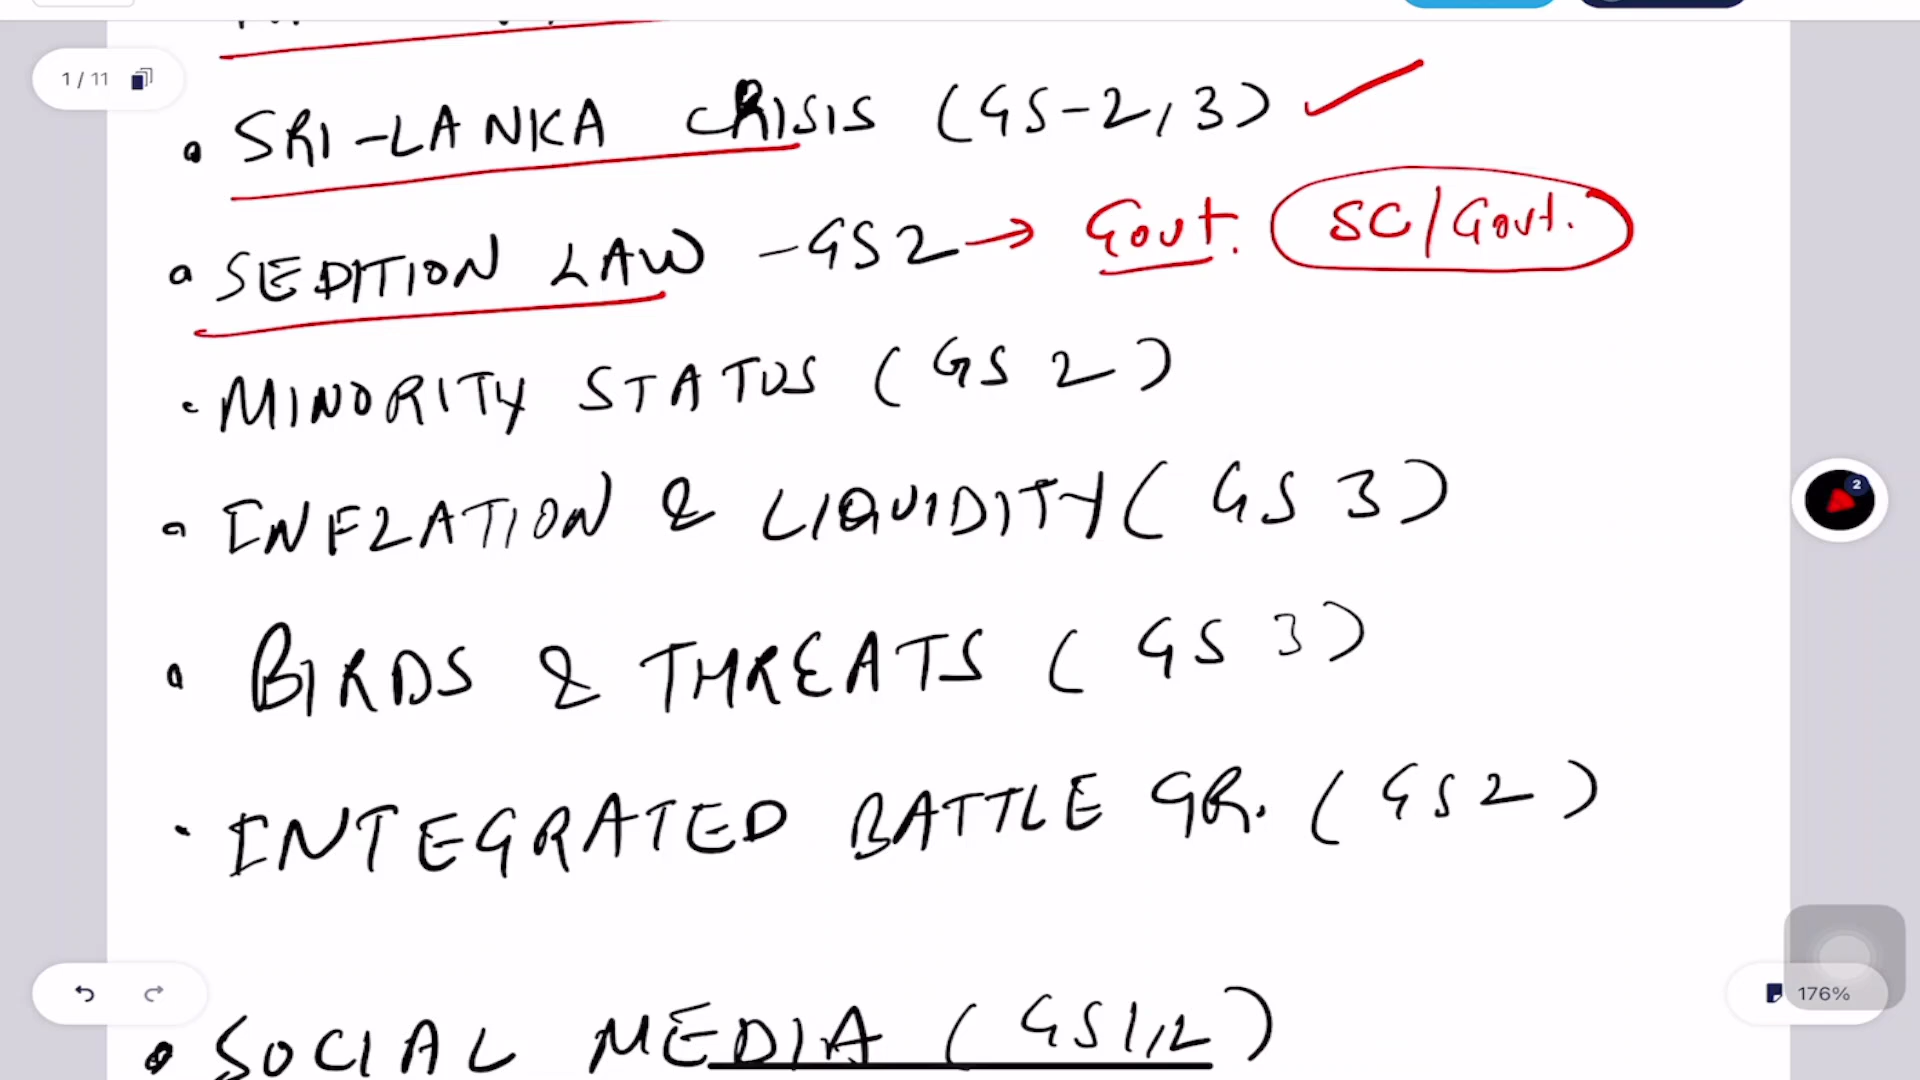 1 / 11
• SRI-LANKA CRISIS (GS-2,3) ✓
• SEDITION LAW - GS2 → Govt. SC/Govt.
• MINORITY STATUS (GS 2)
• INFLATION & LIQUIDITY (GS 3)
• BIRDS & THREATS (GS 3)
• INTEGRATED BATTLE GR. (GS2)
• SOCIAL MEDIA (GS1,2)
2
176%